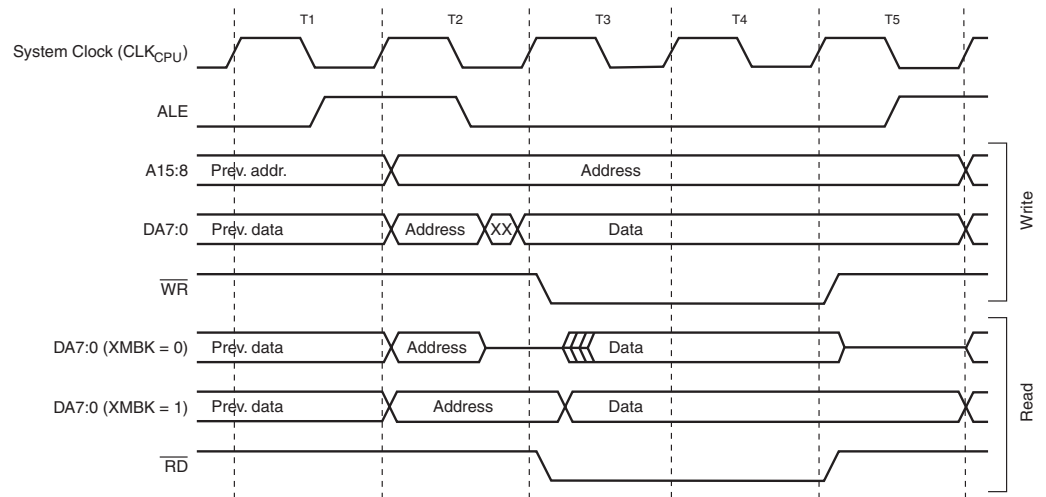 T1 T2 T3 T4 T5
System Clock (CLKCPU)
ALE
A15:8 Prev. addr. Address
DA7:0 Prev. data Address XX Data
WR
Write
DA7:0 (XMBK = 0) Prev. data Address Data
DA7:0 (XMBK = 1) Prev. data Address Data
RD
Read